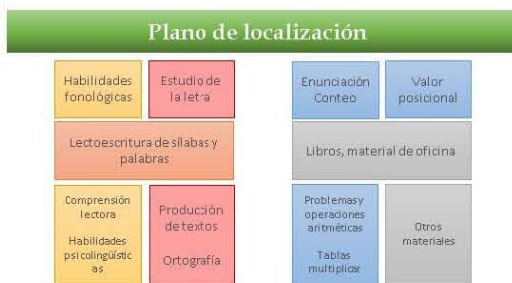 Plano de localización
Habilidades
fonológicas
Estudio de
la letra
Enunciación
Conteo
Valor
posicional
Lectoescritura de sílabas y
palabras
Libros, material de oficina
Comprensión
lectora
Habilidades
psicolingüístic
as
Producción
de textos
Ortografía
Problemas y
operaciones
aritméticas
Tablas
multiplicar
Otros
materiales